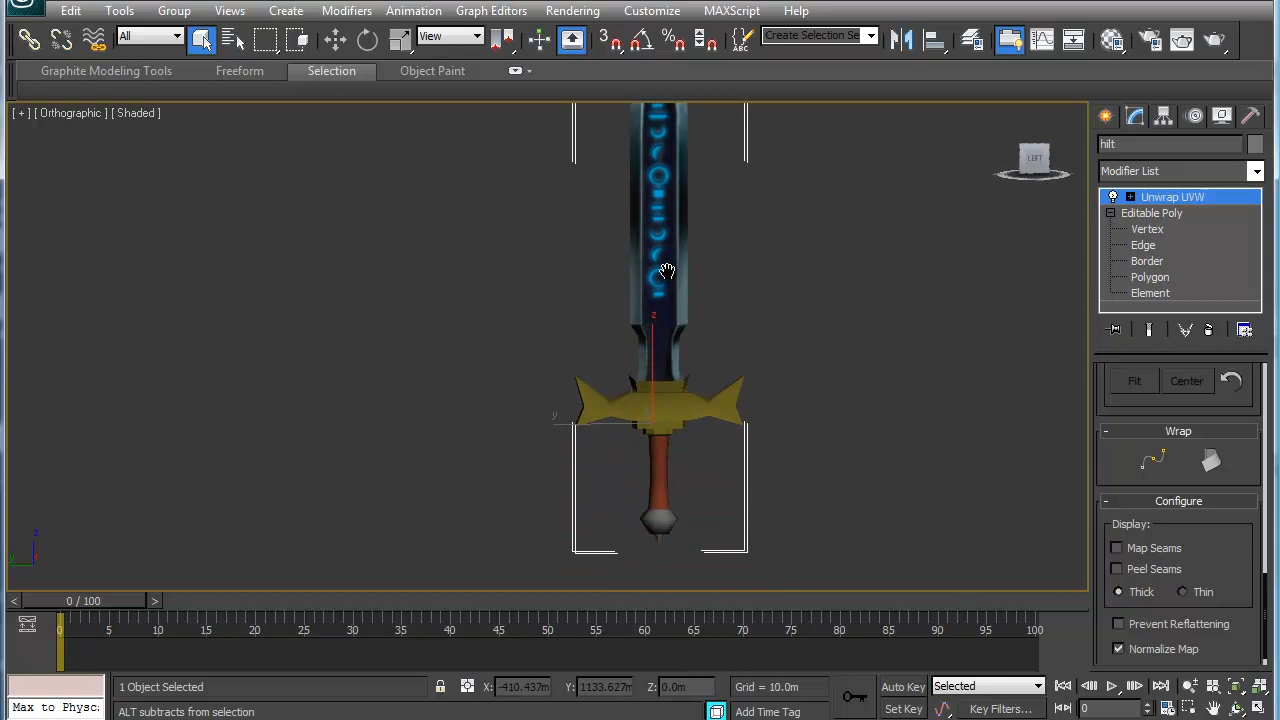 Edit Tools Group Views Create Modifiers Animation Graph Editors Rendering Customize MAXScript Help
All View 3 % Create Selection Se
Graphite Modeling Tools Freeform Selection Object Paint
[ + ] [ Orthographic ] [ Shaded ]
LEFT
hilt
Modifier List
Unwrap UVW
Editable Poly
Vertex
Edge
Border
Polygon
Element
z
y
Fit Center
- Wrap
- Configure
Display:
Map Seams
Peel Seams
Thick Thin
Prevent Reflattening
Normalize Map
z
y
< 0 / 100 >
0 5 10 15 20 25 30 35 40 45 50 55 60 65 70 75 80 85 90 95 100
1 Object Selected X: -410.437m Y: 1133.627m Z: 0.0m Grid = 10.0m Auto Key Selected
Max to Physc ALT subtracts from selection Add Time Tag Set Key Key Filters... 0